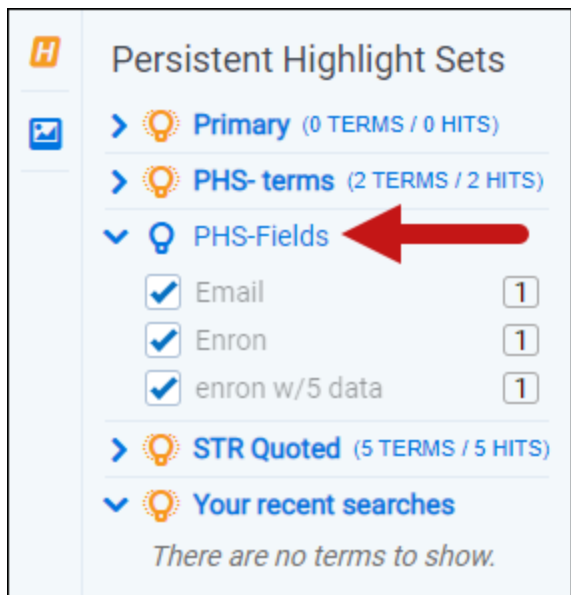 H
Persistent Highlight Sets
Primary (0 TERMS / 0 HITS)
PHS- terms (2 TERMS / 2 HITS)
PHS-Fields
Email 1
Enron 1
enron w/5 data 1
STR Quoted (5 TERMS / 5 HITS)
Your recent searches
There are no terms to show.